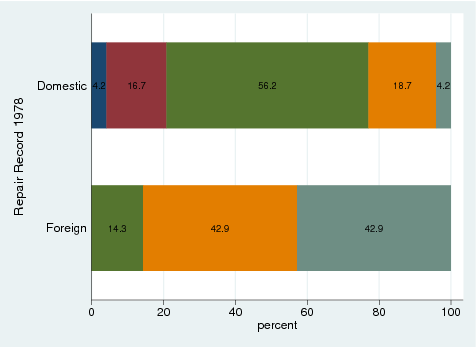 Repair Record 1978
Domestic
4.2 16.7 56.2 18.7 4.2
Foreign
14.3 42.9 42.9
0 20 40 60 80 100
percent